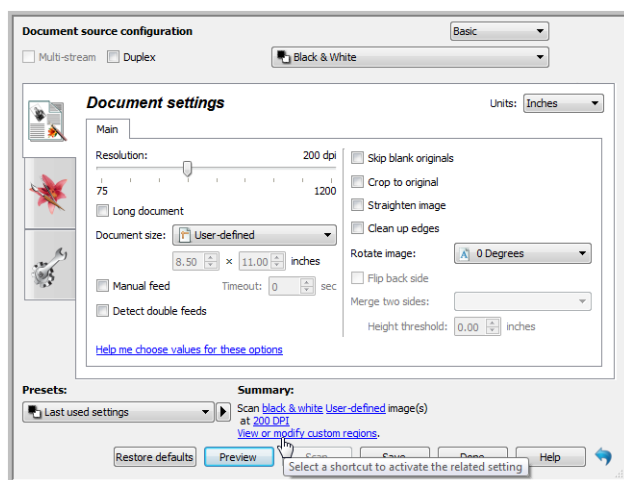 Document source configuration
Basic
Multi-stream
Duplex
Black & White
Document settings
Units: Inches
Main
Resolution: 200 dpi
75 1200
Long document
Document size: User-defined
8.50 × 11.00 inches
Manual feed Timeout: 0 sec
Detect double feeds
Help me choose values for these options
Skip blank originals
Crop to original
Straighten image
Clean up edges
Rotate image: 0 Degrees
Flip back side
Merge two sides:
Height threshold: 0.00 inches
Presets:
Last used settings
Summary:
Scan black & white User-defined image(s)
at 200 DPI
View or modify custom regions.
Restore defaults Preview Scan Save Done Help
Select a shortcut to activate the related setting